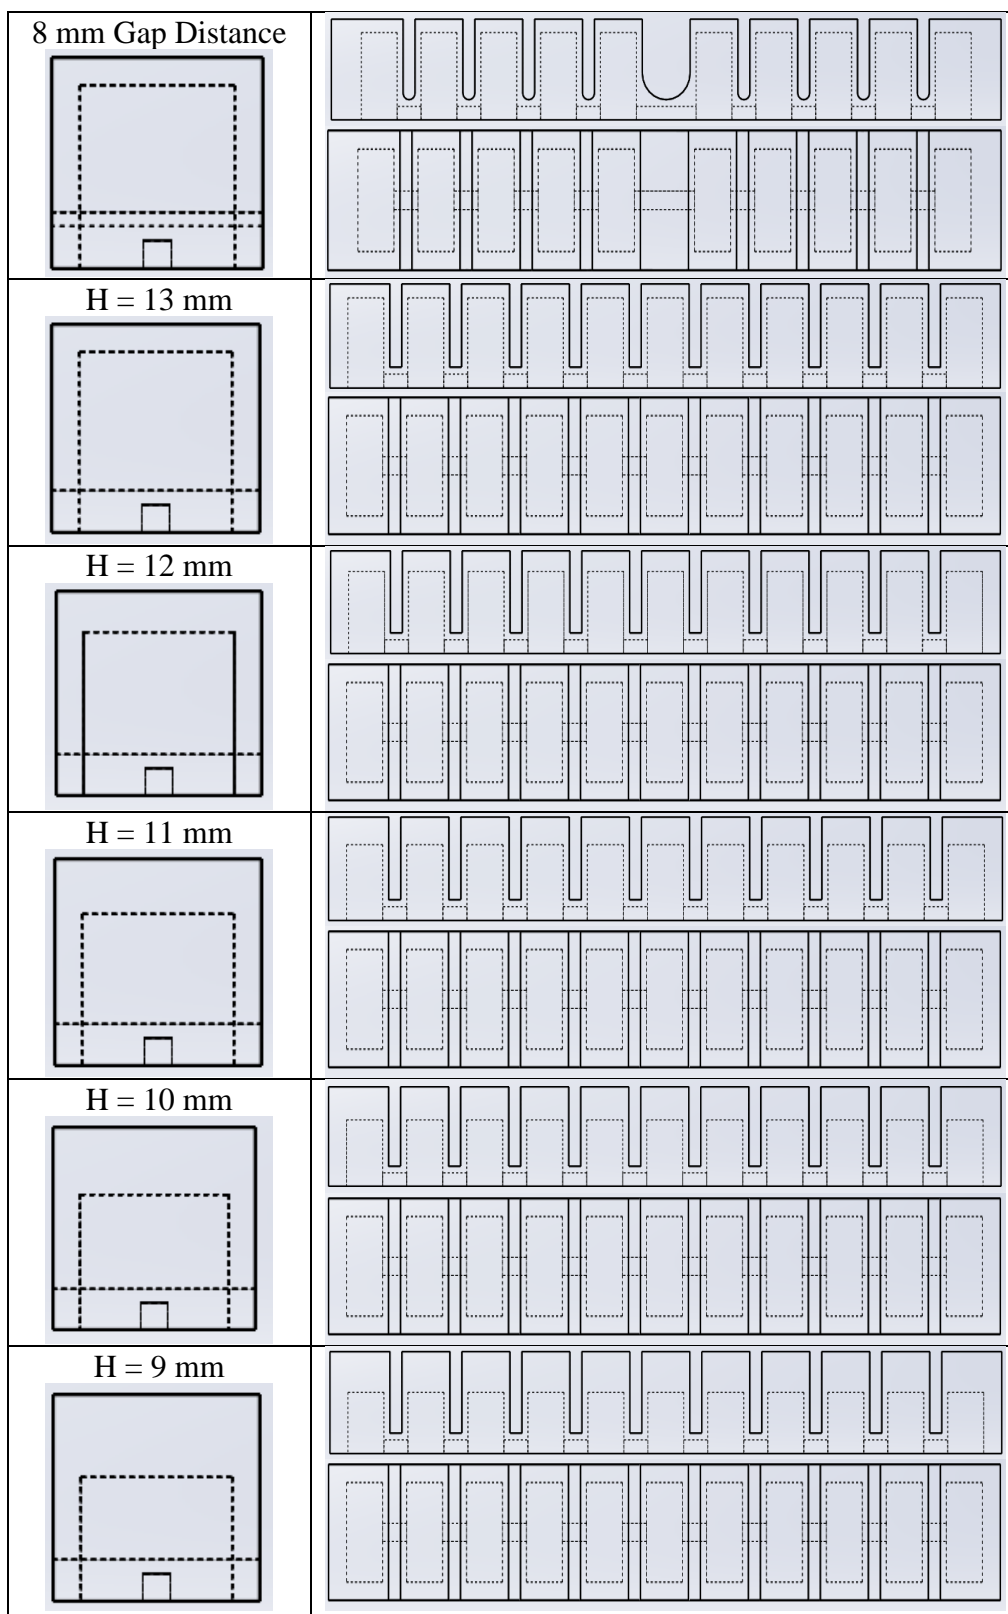 8 mm Gap Distance
H = 13 mm
H = 12 mm
H = 11 mm
H = 10 mm
H = 9 mm